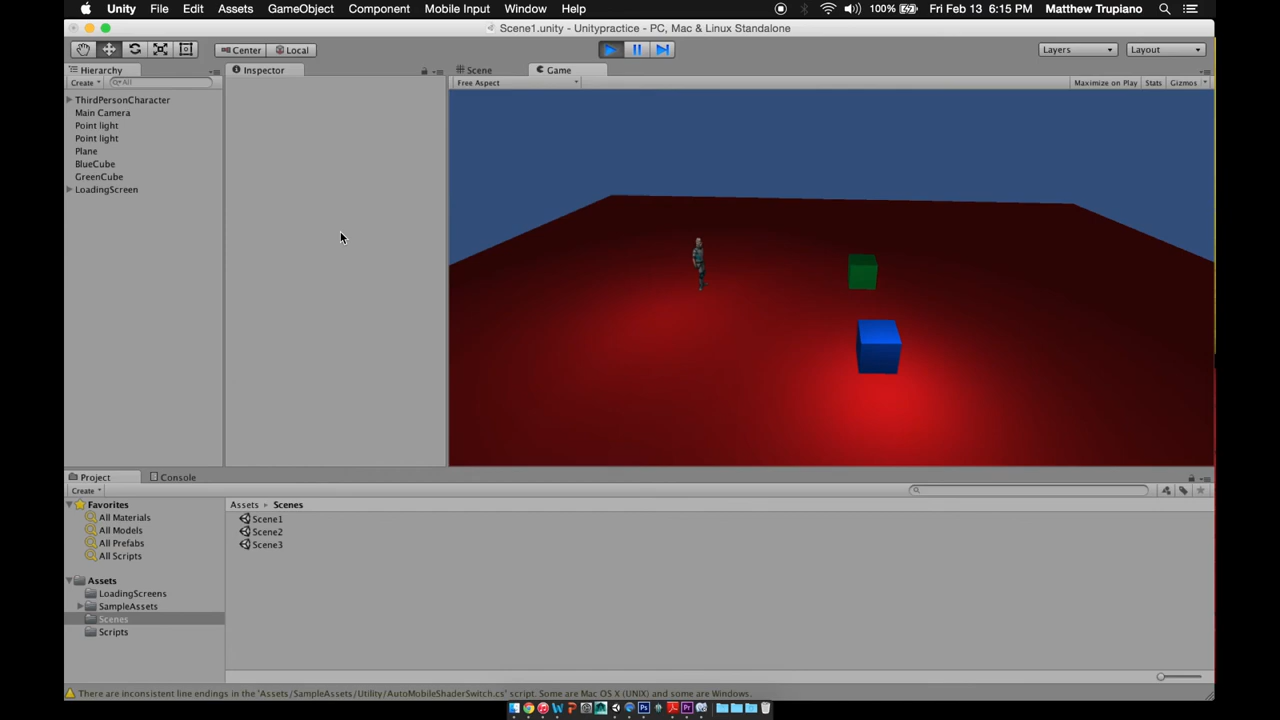 Unity File Edit Assets GameObject Component Mobile Input Window Help 100% Fri Feb 13 6:15 PM Matthew Trupiano
Scene1.unity - Unitypractice - PC, Mac & Linux Standalone
Center Local Layers Layout
Hierarchy Inspector Scene Game
Create All Free Aspect Maximize on Play Stats Gizmos
ThirdPersonCharacter
Main Camera
Point light
Point light
Plane
BlueCube
GreenCube
LoadingScreen
Project Console
Create
Favorites
All Materials
All Models
All Prefabs
All Scripts
Assets
LoadingScreens
SampleAssets
Scenes
Scripts
Assets Scenes
Scene1
Scene2
Scene3
There are inconsistent line endings in the 'Assets/SampleAssets/Utility/AutoMobileShaderSwitch.cs' script. Some are Mac OS X (UNIX) and some are Windows.